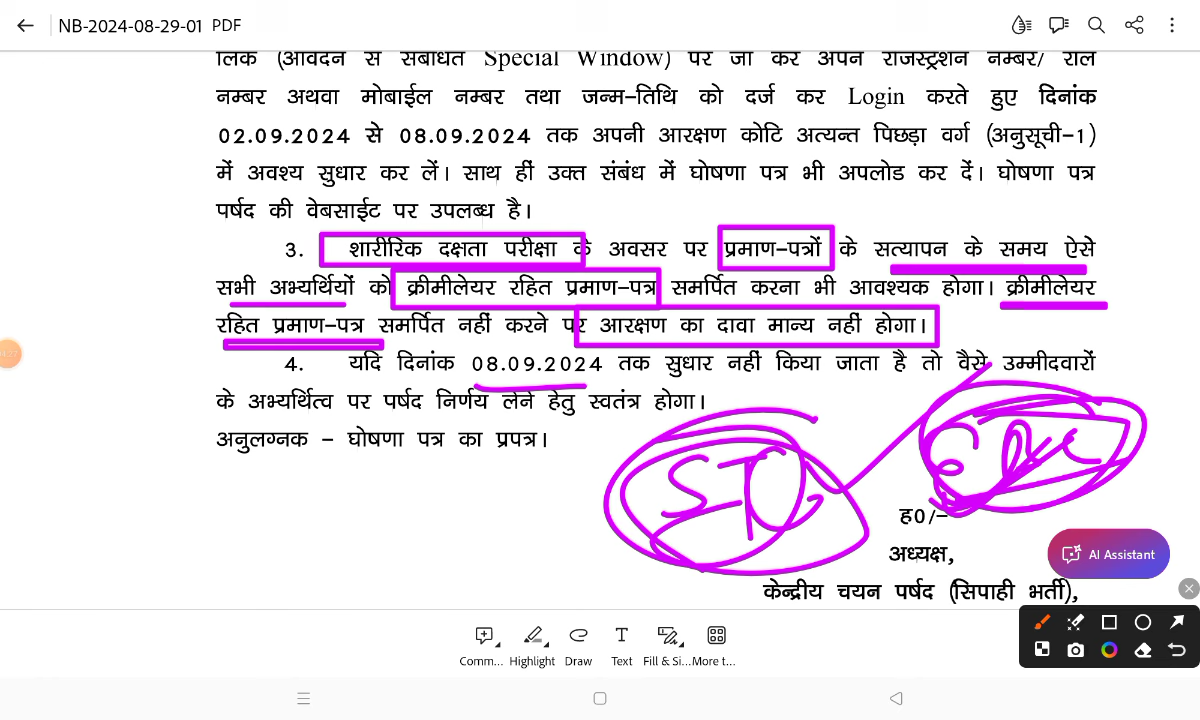 NB-2024-08-29-01 PDF
लिंक (आवेदन से संबंधित Special Window) पर जा कर अपने रजिस्ट्रेशन नम्बर/ रोल
नम्बर अथवा मोबाईल नम्बर तथा जन्म-तिथि को दर्ज कर Login करते हुए दिनांक
02.09.2024 से 08.09.2024 तक अपनी आरक्षण कोटि अत्यन्त पिछड़ा वर्ग (अनुसूची-1)
में अवश्य सुधार कर लें। साथ हीं उक्त संबंध में घोषणा पत्र भी अपलोड कर दें। घोषणा पत्र
पर्षद की वेबसाईट पर उपलब्ध है।
3. शारीरिक दक्षता परीक्षा के अवसर पर प्रमाण-पत्रों के सत्यापन के समय ऐसे
सभी अभ्यर्थियों को क्रीमीलेयर रहित प्रमाण-पत्र समर्पित करना भी आवश्यक होगा। क्रीमीलेयर
रहित प्रमाण-पत्र समर्पित नहीं करने पर आरक्षण का दावा मान्य नहीं होगा।
4. यदि दिनांक 08.09.2024 तक सुधार नहीं किया जाता है तो वैसे उम्मीदवारों
के अभ्यर्थित्व पर पर्षद निर्णय लेने हेतु स्वतंत्र होगा।
अनुलग्नक - घोषणा पत्र का प्रपत्र।
ह0/-
अध्यक्ष,
केन्द्रीय चयन पर्षद (सिपाही भर्ती),
AI Assistant
Comm... Highlight Draw Text Fill & Si... More t...